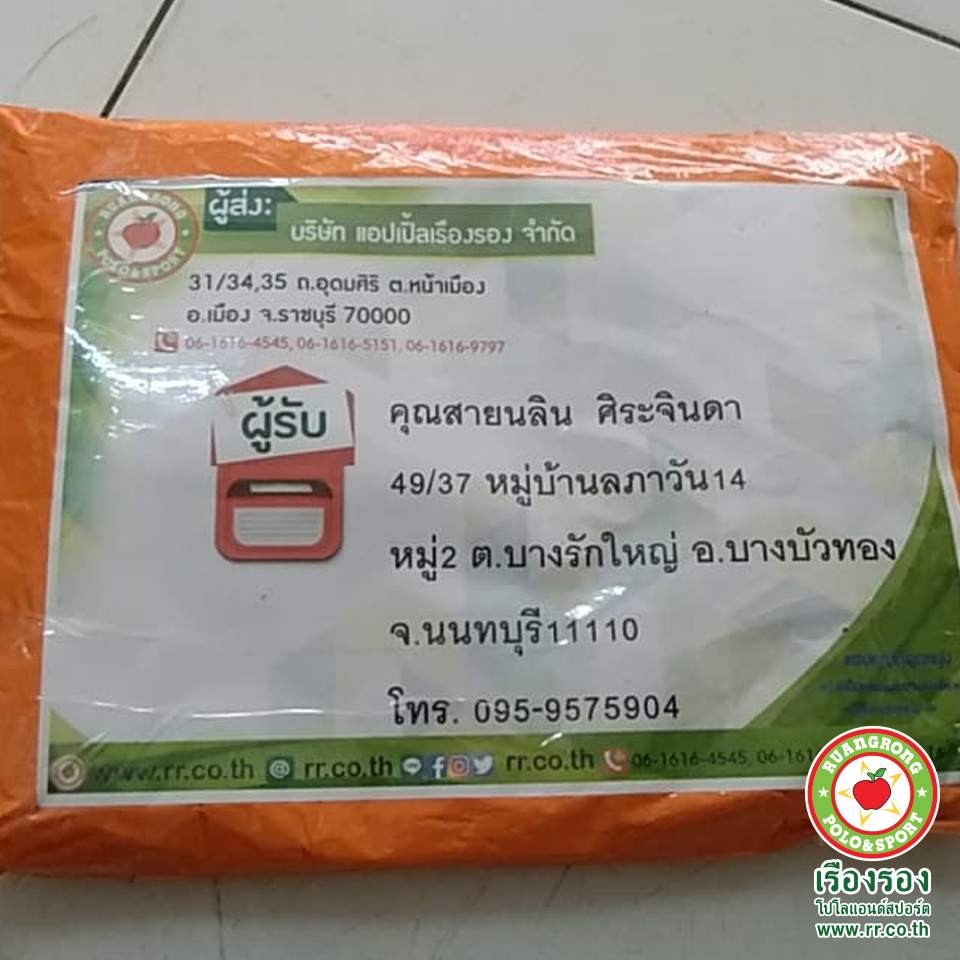 RUANGRONG
POLO&SPORT
ผู้ส่ง:
บริษัท แอปเปิ้ลเรืองรอง จำกัด
31/34,35 ถ.อุดมศิริ ต.หน้าเมือง
อ.เมือง จ.ราชบุรี 70000
06-1616-4545, 06-1616-5151, 06-1616-9797
ผู้รับ
คุณสายนลิน ศิระจินดา
49/37 หมู่บ้านลภาวัน14
หมู่2 ต.บางรักใหญ่ อ.บางบัวทอง
จ.นนทบุรี11110
โทร. 095-9575904
www.rr.co.th @ rr.co.th rr.co.th 06-1616-4545,
RUANGRONG
POLO&SPORT
เรืองรอง
โปโลแอนด์สปอร์ต
www.rr.co.th